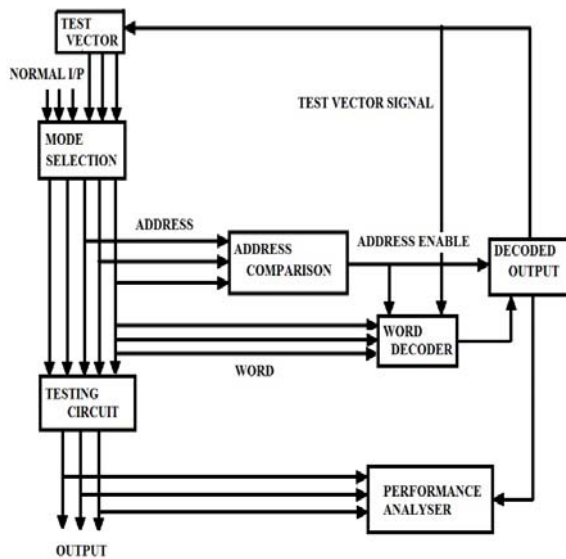 TEST
VECTOR
NORMAL I/P
TEST VECTOR SIGNAL
MODE
SELECTION
ADDRESS
ADDRESS
COMPARISON
ADDRESS ENABLE
DECODED
OUTPUT
WORD
DECODER
WORD
TESTING
CIRCUIT
PERFORMANCE
ANALYSER
OUTPUT